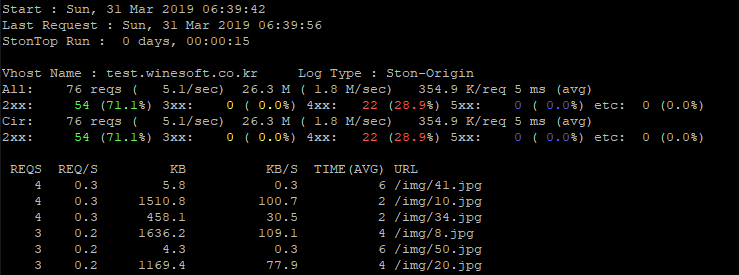 Start : Sun, 31 Mar 2019 06:39:42
Last Request : Sun, 31 Mar 2019 06:39:56
StonTop Run :  0 days, 00:00:15

Vhost Name : test.winesoft.co.kr     Log Type : Ston-Origin
All:    76 reqs (   5.1/sec)  26.3 M ( 1.8 M/sec)   354.9 K/req 5 ms (avg)
2xx:     54 (71.1%) 3xx:    0 ( 0.0%) 4xx:   22 (28.9%) 5xx:    0 ( 0.0%) etc:  0 (0.0%)
Cir:    76 reqs (   5.1/sec)  26.3 M ( 1.8 M/sec)   354.9 K/req 5 ms (avg)
2xx:     54 (71.1%) 3xx:    0 ( 0.0%) 4xx:   22 (28.9%) 5xx:    0 ( 0.0%) etc:  0 (0.0%)

REQS  REQ/S         KB          KB/S  TIME(AVG) URL
4    0.3        5.8           0.3          6 /img/41.jpg
4    0.3     1510.8         100.7          2 /img/10.jpg
4    0.3      458.1          30.5          2 /img/34.jpg
3    0.2     1636.2         109.1          4 /img/8.jpg
3    0.2        4.3           0.3          6 /img/50.jpg
3    0.2     1169.4          77.9          4 /img/20.jpg